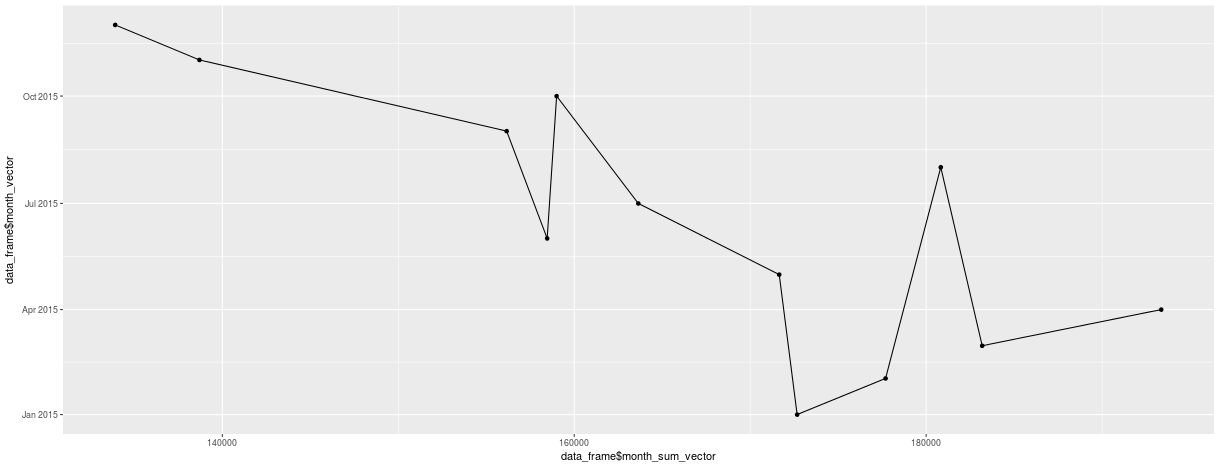 Oct 2015
Jul 2015
Apr 2015
Jan 2015
data_frame$month_vector
140000
160000
180000
data_frame$month_sum_vector